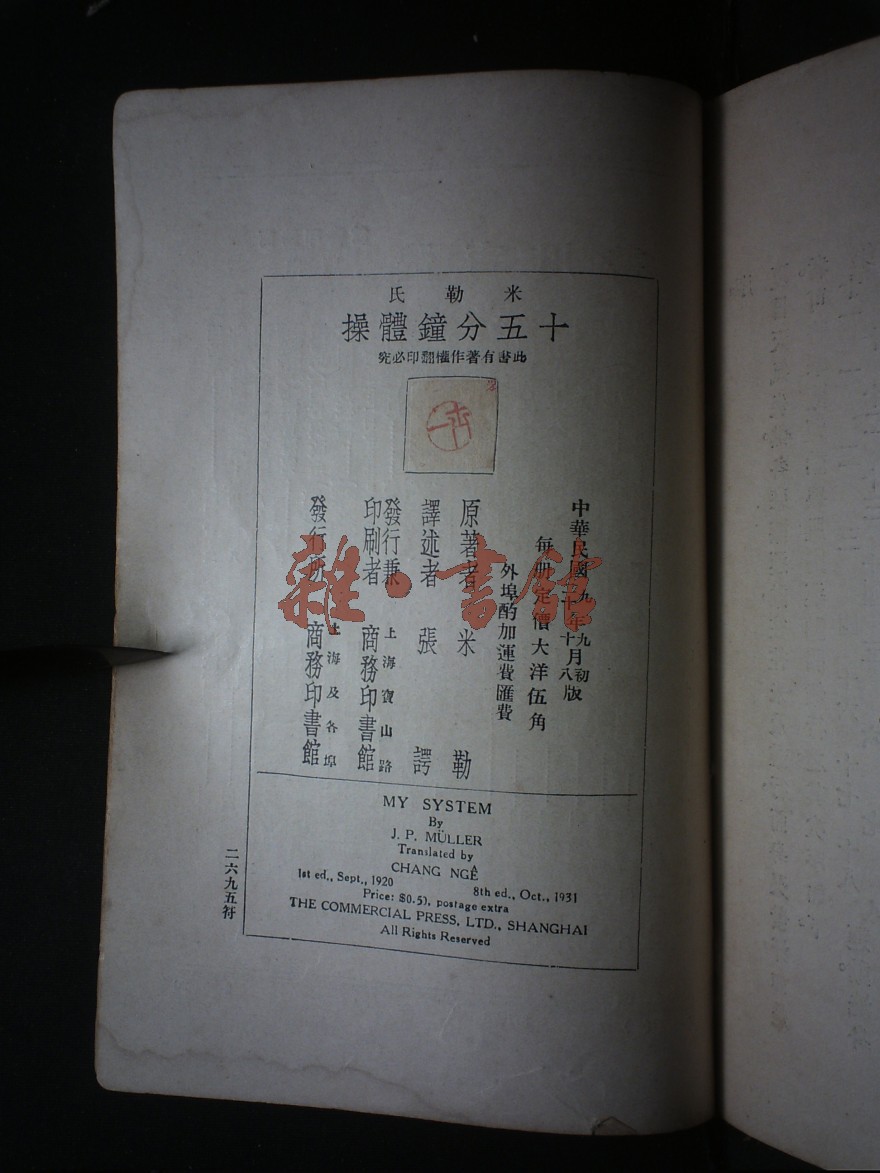 米勒氏
十五分鐘體操
此書有著作權翻印必究
中華民國九年九月初版
二十年十月八版
每冊定價大洋伍角
外埠酌加運費匯費
原著者 米勒
譯述者 張諤
發行兼
印刷者
上海寶山路
商務印書館
發行所
上海及各埠
商務印書館
雜·書館
MY SYSTEM
By
J. P. MÜLLER
Translated by
CHANG NGÊ
1st ed., Sept., 1920 8th ed., Oct., 1931
Price: $0.50, postage extra
THE COMMERCIAL PRESS, LTD., SHANGHAI
All Rights Reserved
二六九五符